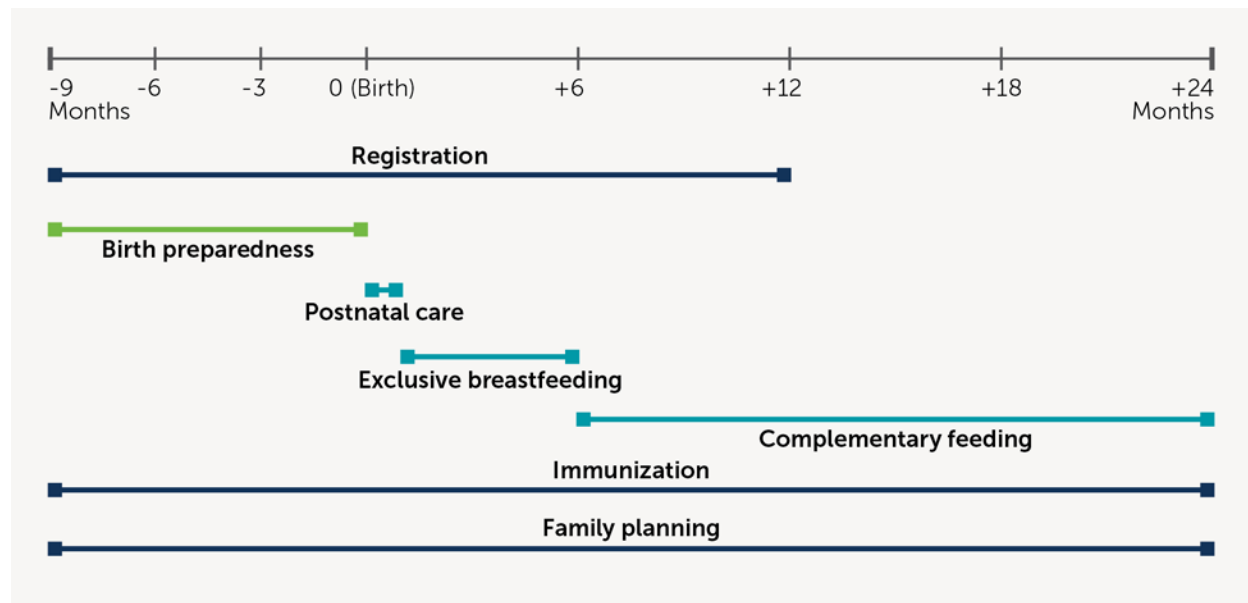 -9 -6 -3 0 (Birth) +6 +12 +18 +24
Months Months
Registration
Birth preparedness
Postnatal care
Exclusive breastfeeding
Complementary feeding
Immunization
Family planning